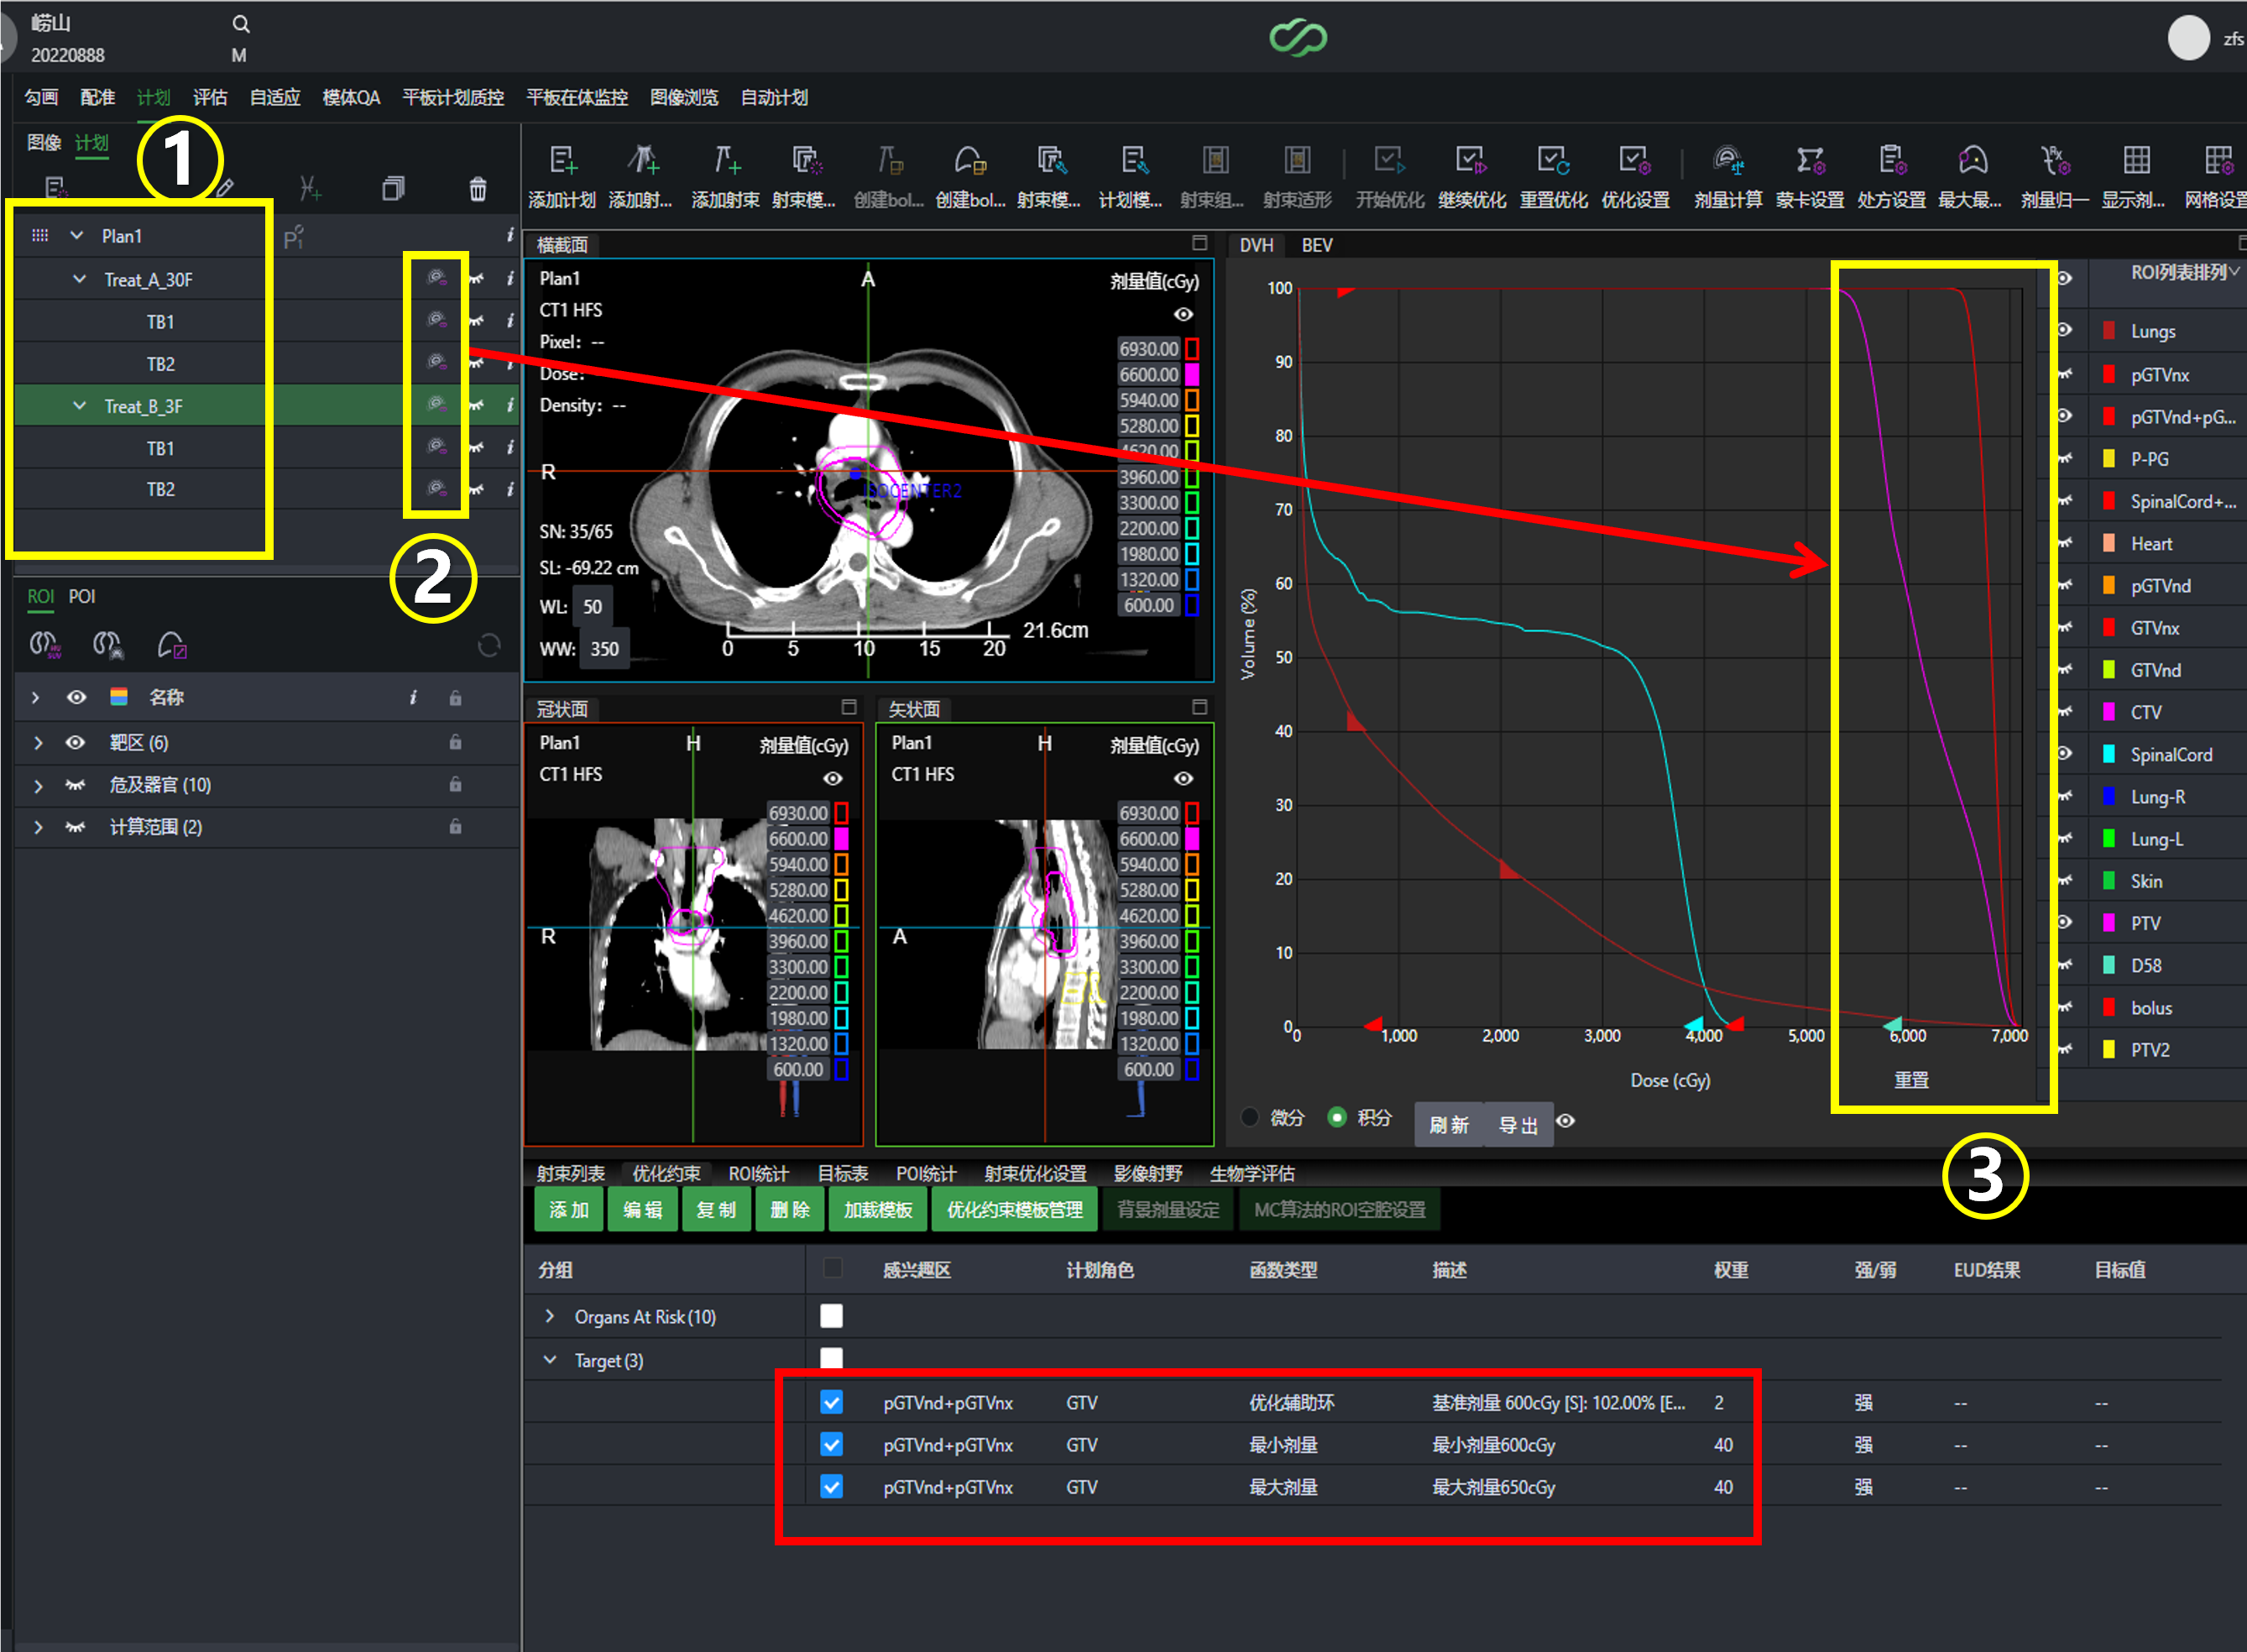 崂山
20220888
M
zfs
勾画 配准 计划 评估 自适应 模体QA 平板计划质控 平板在体监控 图像浏览 自动计划
图像 计划
①
添加计划 添加射... 添加射束 射束模... 创建bol... 创建bol... 射束模... 计划模... 射束组... 射束适形 开始优化 继续优化 重置优化 优化设置 剂量计算 蒙卡设置 处方设置 最大最... 剂量归一 显示剂... 网格设置
Plan1
Treat_A_30F
TB1
TB2
Treat_B_3F
TB1
TB2
②
ROI POI
名称
靶区 (6)
危及器官 (10)
计算范围 (2)
横截面
Plan1
CT1 HFS
Pixel: --
Dose:
Density: --
A
R
剂量值(cGy)
6930.00
6600.00
5940.00
5280.00
4620.00
3960.00
3300.00
2200.00
1980.00
1320.00
600.00
ISOCENTER2
SN: 35/65
SL: -69.22 cm
WL: 50
WW: 350
0 5 10 15 20
21.6cm
冠状面
Plan1
CT1 HFS
H
R
剂量值(cGy)
6930.00
6600.00
5940.00
5280.00
4620.00
3960.00
3300.00
2200.00
1980.00
1320.00
600.00
矢状面
Plan1
CT1 HFS
H
A
剂量值(cGy)
6930.00
6600.00
5940.00
5280.00
4620.00
3960.00
3300.00
2200.00
1980.00
1320.00
600.00
DVH BEV
Volume (%)
100
90
80
70
60
50
40
30
20
10
0
0 1,000 2,000 3,000 4,000 5,000 6,000 7,000
Dose (cGy)
重置
微分 积分 刷新 导出
③
ROI列表排列
Lungs
pGTVnx
pGTVnd+pG...
P-PG
SpinalCord+...
Heart
pGTVnd
GTVnx
GTVnd
CTV
SpinalCord
Lung-R
Lung-L
Skin
PTV
D58
bolus
PTV2
射束列表 优化约束 ROI统计 目标表 POI统计 射束优化设置 影像射野 生物学评估
添加 编辑 复制 删除 加载模板 优化约束模板管理 背景剂量设定 MC算法的ROI空腔设置
分组 感兴趣区 计划角色 函数类型 描述 权重 强/弱 EUD结果 目标值
Organs At Risk (10)
Target (3)
pGTVnd+pGTVnx GTV 优化辅助环 基准剂量 600cGy [S]: 102.00% [E... 2 强 -- --
pGTVnd+pGTVnx GTV 最小剂量 最小剂量600cGy 40 强 -- --
pGTVnd+pGTVnx GTV 最大剂量 最大剂量650cGy 40 强 -- --